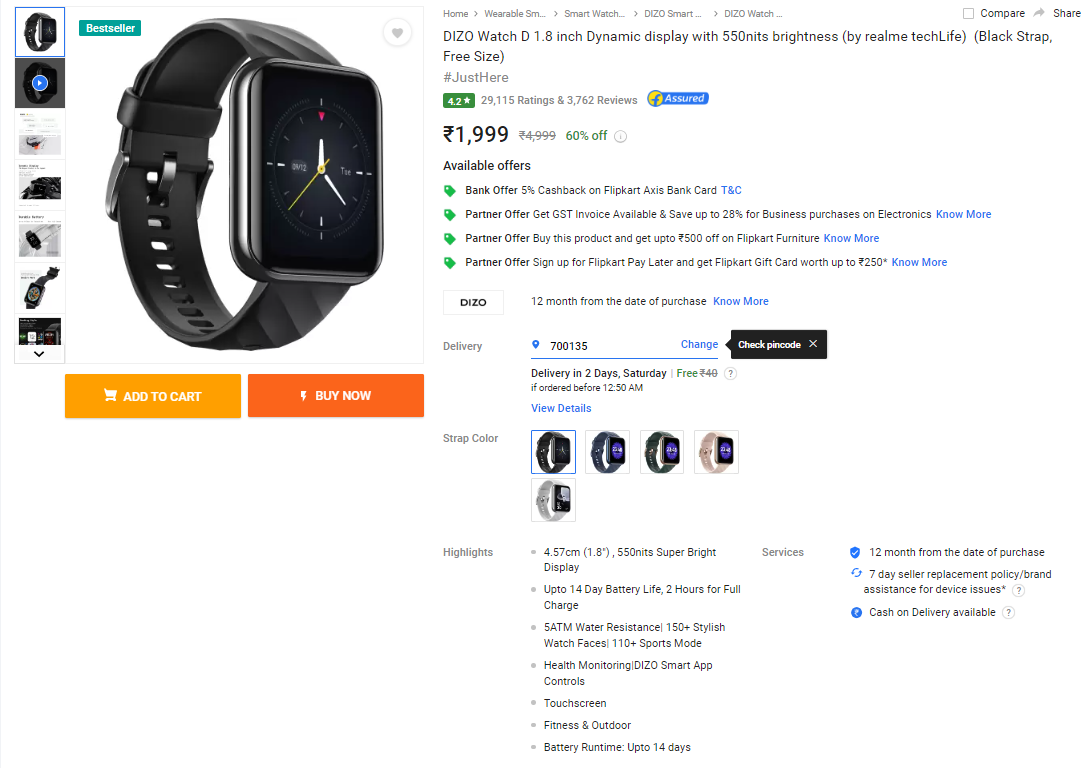 Bestseller
ADD TO CART
BUY NOW
Home > Wearable Sm... > Smart Watch... > DIZO Smart ... > DIZO Watch ...
Compare
Share
DIZO Watch D 1.8 inch Dynamic display with 550nits brightness (by realme techLife)  (Black Strap,
Free Size)
#JustHere
4.2★ 29,115 Ratings & 3,762 Reviews
Assured
₹1,999 ₹4,999 60% off
Available offers
Bank Offer 5% Cashback on Flipkart Axis Bank Card T&C
Partner Offer Get GST Invoice Available & Save up to 28% for Business purchases on Electronics Know More
Partner Offer Buy this product and get upto ₹500 off on Flipkart Furniture Know More
Partner Offer Sign up for Flipkart Pay Later and get Flipkart Gift Card worth up to ₹250* Know More
DIZO
12 month from the date of purchase Know More
Delivery
700135
Change
Check pincode
Delivery in 2 Days, Saturday | Free ₹40 ?
if ordered before 12:50 AM
View Details
Strap Color
Highlights
4.57cm (1.8") , 550nits Super Bright
Display
Upto 14 Day Battery Life, 2 Hours for Full
Charge
5ATM Water Resistance| 150+ Stylish
Watch Faces| 110+ Sports Mode
Health Monitoring|DIZO Smart App
Controls
Touchscreen
Fitness & Outdoor
Battery Runtime: Upto 14 days
Services
12 month from the date of purchase
7 day seller replacement policy/brand
assistance for device issues* ?
Cash on Delivery available ?